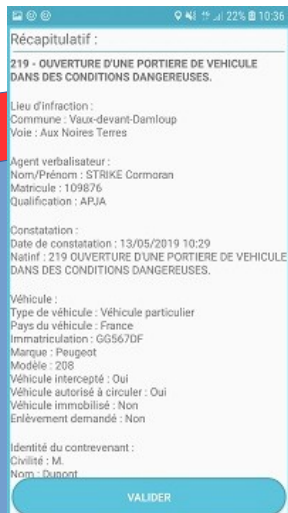 22% 10:36
Récapitulatif :
219 - OUVERTURE D'UNE PORTIERE DE VEHICULE
DANS DES CONDITIONS DANGEREUSES.
Lieu d'infraction :
Commune : Vaux-devant-Damloup
Voie : Aux Noires Terres
Agent verbalisateur :
Nom/Prénom : STRIKE Cormoran
Matricule : 109876
Qualification : APJA
Constatation :
Date de constatation : 13/05/2019 10:29
Natinf : 219 OUVERTURE D'UNE PORTIERE DE VEHICULE
DANS DES CONDITIONS DANGEREUSES.
Véhicule :
Type de véhicule : Véhicule particulier
Pays du véhicule : France
Immatriculation : GG567DF
Marque : Peugeot
Modèle : 208
Véhicule intercepté : Oui
Véhicule autorisé à circuler : Oui
Véhicule immobilisé : Non
Enlèvement demandé : Non
Identité du contrevenant :
Civilité : M.
Nom : Dupont
VALIDER